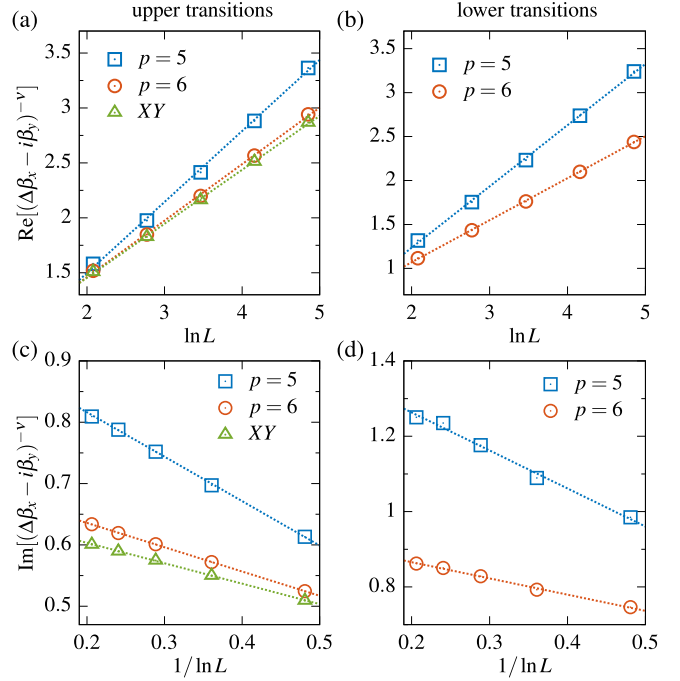 upper transitions
lower transitions
(a)
3.5
3
2.5
2
1.5
p = 5
p = 6
XY
Re[(Δβx − iβy)^−ν]
2
3
4
5
ln L
(b)
3.5
3
2.5
2
1.5
1
p = 5
p = 6
2
3
4
5
ln L
(c)
0.9
0.8
0.7
0.6
0.5
p = 5
p = 6
XY
Im[(Δβx − iβy)^−ν]
0.2
0.3
0.4
0.5
1/ ln L
(d)
1.4
1.2
1
0.8
p = 5
p = 6
0.2
0.3
0.4
0.5
1/ ln L